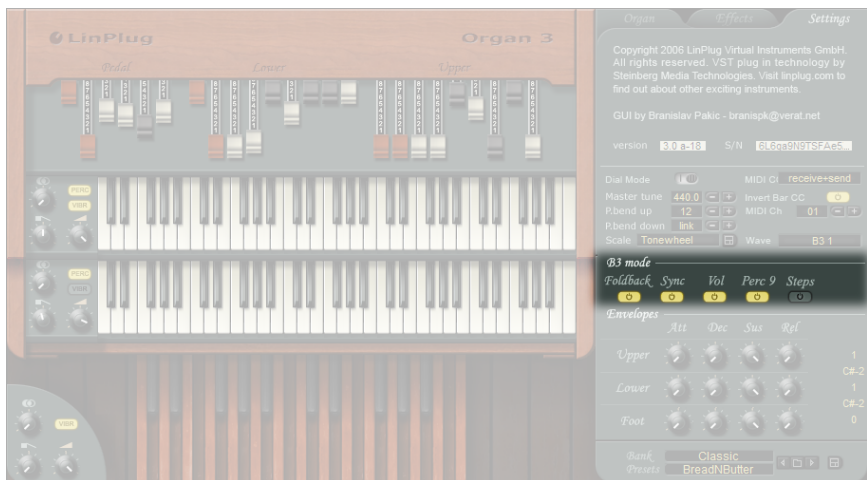 LinPlug
Organ 3
Pedal
Lower
Upper
PERC
VIBR
PERC
VIBR
VIBR
Organ
Effects
Settings
Copyright 2006 LinPlug Virtual Instruments GmbH.
All rights reserved. VST plug in technology by
Steinberg Media Technologies. Visit linplug.com to
find out about other exciting instruments.
GUI by Branislav Pakic - branispk@verat.net
version 3.0 a-18 S/N
Dial Mode
receive+send
Master tune 440.0 - + Invert Bar CC
P.bend up 12 - + MIDI Ch 01 - +
P.bend down link - +
Scale Tonewheel Wave B3 1
B3 mode
Foldback Sync Vol Perc 9 Steps
Envelopes
Att Dec Sus Rel
Upper 1
C#-2
Lower 1
C#-2
Foot 0
Bank Classic
Presets BreadNButter